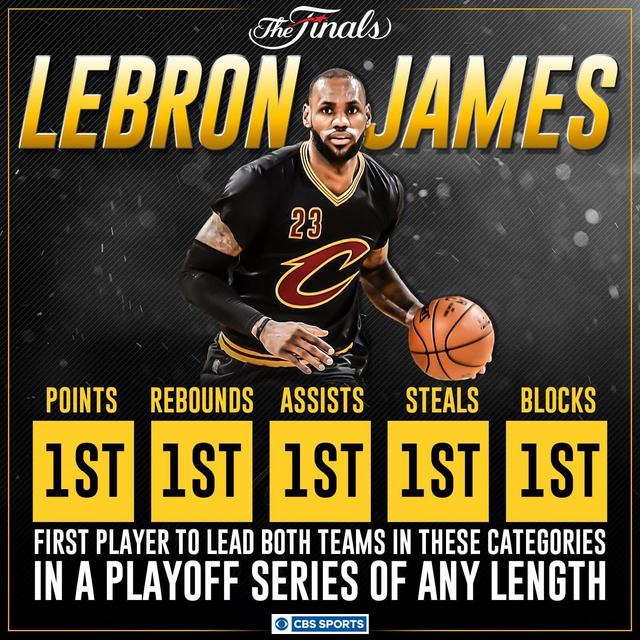 The Finals
LEBRON JAMES
23
C
POINTS REBOUNDS ASSISTS STEALS BLOCKS
1ST 1ST 1ST 1ST 1ST
FIRST PLAYER TO LEAD BOTH TEAMS IN THESE CATEGORIES
IN A PLAYOFF SERIES OF ANY LENGTH
CBS SPORTS